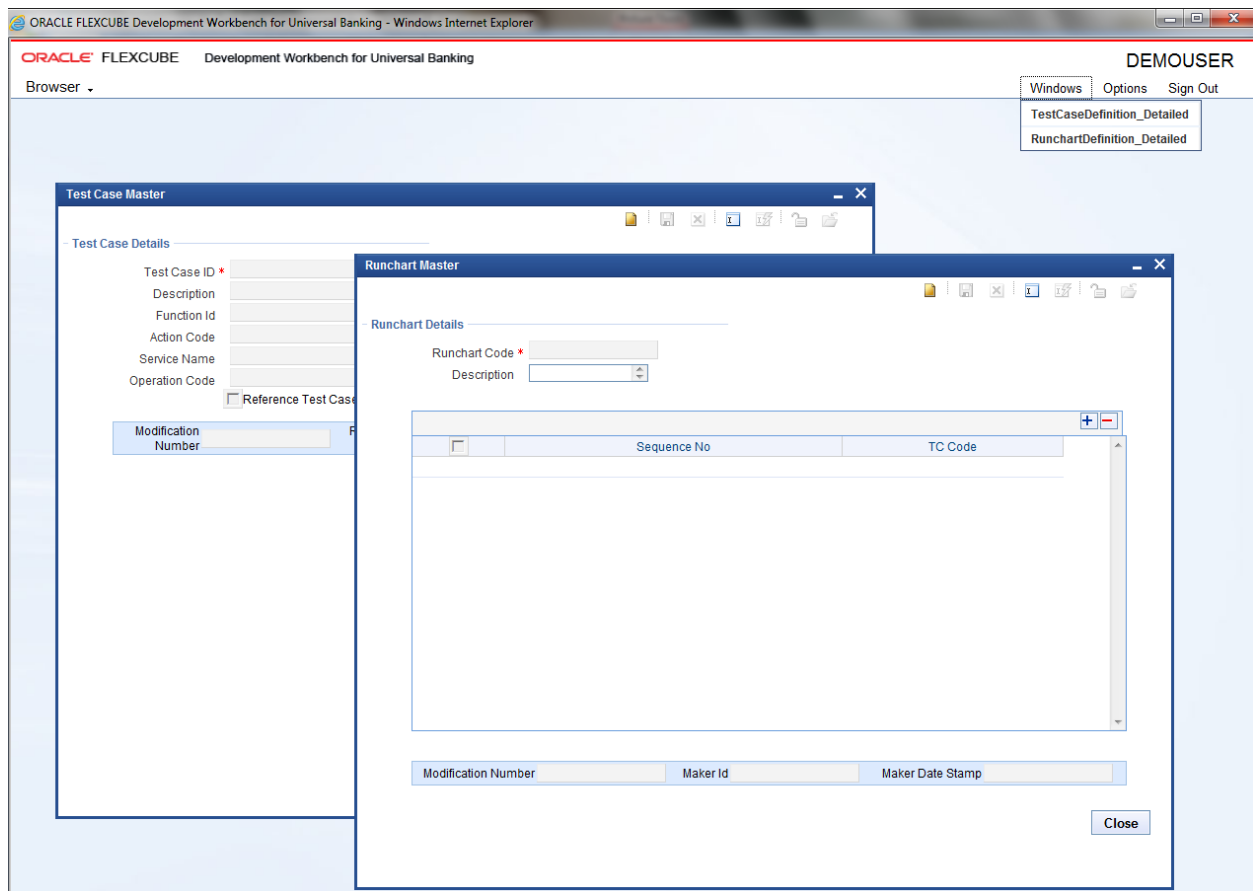 ORACLE FLEXCUBE Development Workbench for Universal Banking - Windows Internet Explorer
ORACLE FLEXCUBE Development Workbench for Universal Banking
DEMOUSER
Browser
Windows Options Sign Out
TestCaseDefinition_Detailed
RunchartDefinition_Detailed
Test Case Master
Test Case Details
Test Case ID *
Description
Function Id
Action Code
Service Name
Operation Code
Reference Test Case
Modification
Number
Runchart Master
Runchart Details
Runchart Code *
Description
Sequence No TC Code
Modification Number Maker Id Maker Date Stamp
Close